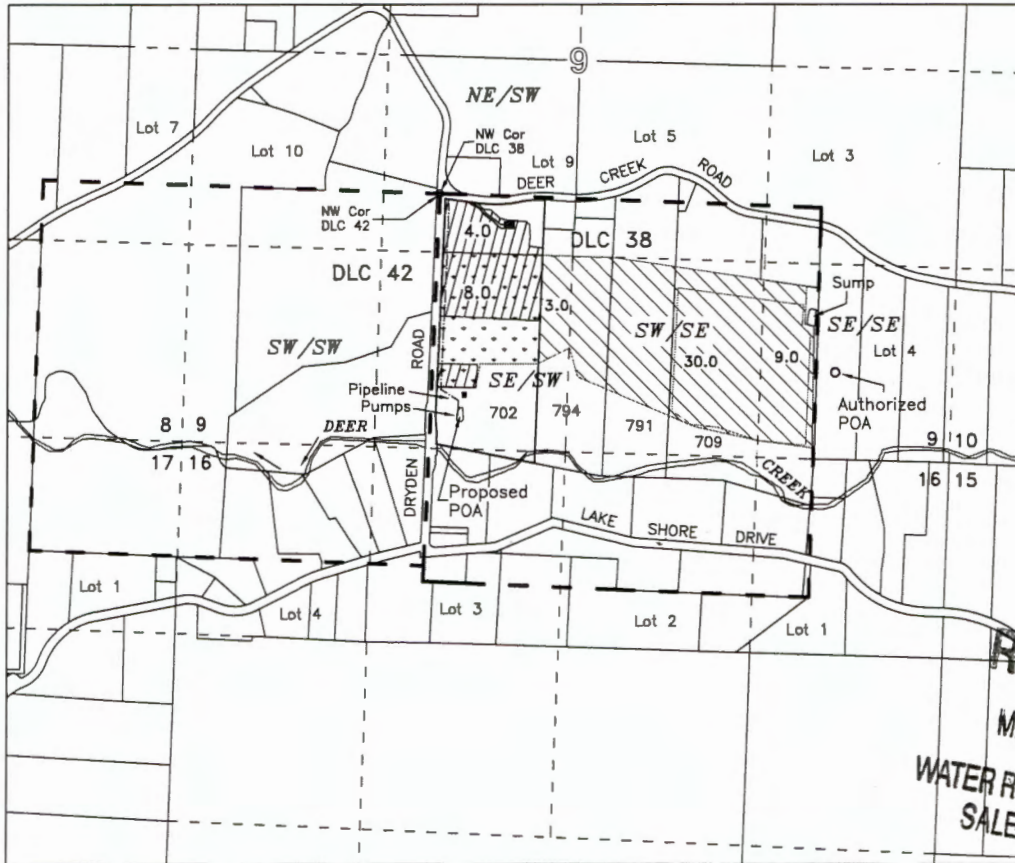 9
NE/SW
Lot 7
Lot 10
NW Cor
DLC 38
Lot 9
Lot 5
Lot 3
DEER CREEK ROAD
NW Cor
DLC 42
4.0
DLC 38
DLC 42
8.0
3.0
Sump
SW/SW
SW/SE
SE/SE
ROAD
30.0
9.0
Lot 4
SE/SW
Pipeline
Pumps
702
794
791
709
Authorized
POA
8 9
17 16
DEER
CREEK
9 10
16 15
DRYDEN
Proposed
POA
LAKE SHORE DRIVE
Lot 1
Lot 4
Lot 3
Lot 2
Lot 1
R
M
WATER R
SALE